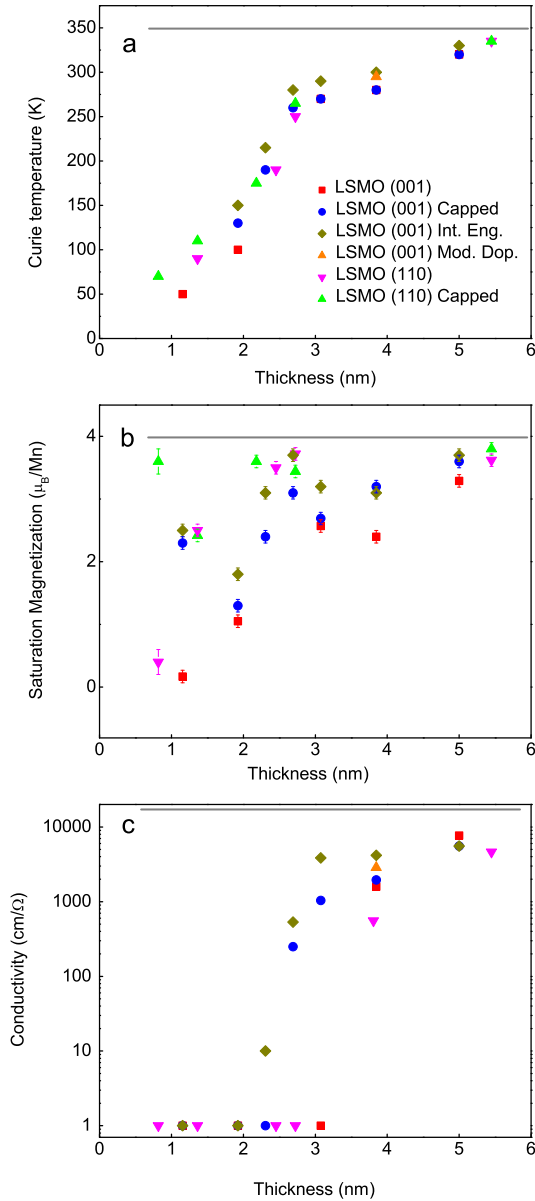 a
350
300
250
200
150
100
50
0
Curie temperature (K)
LSMO (001)
LSMO (001) Capped
LSMO (001) Int. Eng.
LSMO (001) Mod. Dop.
LSMO (110)
LSMO (110) Capped
0 1 2 3 4 5 6
Thickness (nm)
b
4
2
0
Saturation Magnetization (μB/Mn)
0 1 2 3 4 5 6
Thickness (nm)
c
10000
1000
100
10
1
Conductivity (cm/Ω)
0 1 2 3 4 5 6
Thickness (nm)